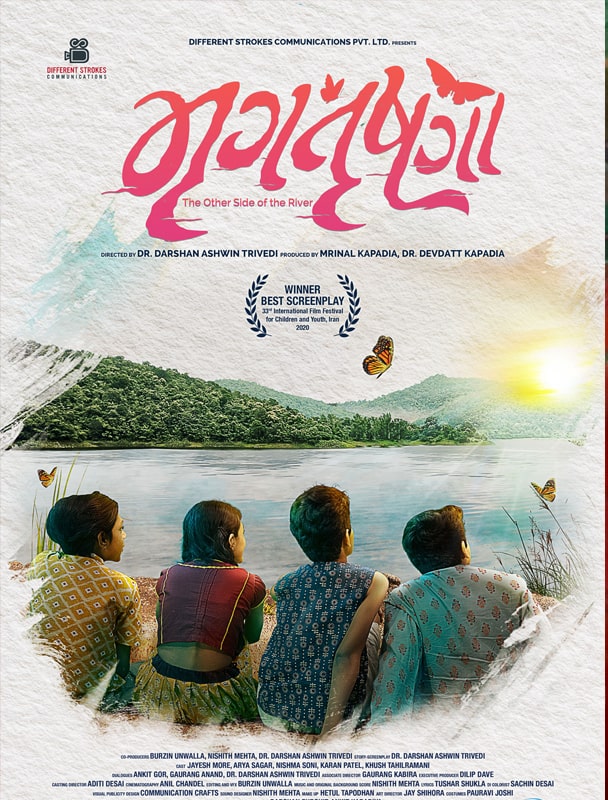 DIFFERENT STROKES COMMUNICATIONS PVT. LTD. PRESENTS
DIFFERENT STROKES
COMMUNICATIONS
મૃગતૃષ્ણા
The Other Side of the River
DIRECTED BY DR. DARSHAN ASHWIN TRIVEDI PRODUCED BY MRINAL KAPADIA, DR. DEVDATT KAPADIA
WINNER
BEST SCREENPLAY
33rd International Film Festival
for Children and Youth, Iran
2020
CO-PRODUCERS BURZIN UNWALLA, NISHITH MEHTA, DR. DARSHAN ASHWIN TRIVEDI STORY-SCREENPLAY DR. DARSHAN ASHWIN TRIVEDI
CAST JAYESH MORE, ARYA SAGAR, NISHMA SONI, KARAN PATEL, KHUSH TAHILRAMANI
DIALOGUES ANKIT GOR, GAURANG ANAND, DR. DARSHAN ASHWIN TRIVEDI ASSOCIATE DIRECTOR GAURANG KABIRA EXECUTIVE PRODUCER DILIP DAVE
CASTING DIRECTOR ADITI DESAI CINEMATOGRAPHY ANIL CHANDEL EDITING AND VFX BURZIN UNWALLA MUSIC AND ORIGINAL BACKGROUND SCORE NISHITH MEHTA LYRICS TUSHAR SHUKLA DI COLORIST SACHIN DESAI
VISUAL PUBLICITY DESIGN COMMUNICATION CRAFTS SOUND DESIGNER NISHITH MEHTA MAKE UP HETUL TAPODHAN ART DIRECTOR JAY SHIHORA COSTUMES PAURAVI JOSHI